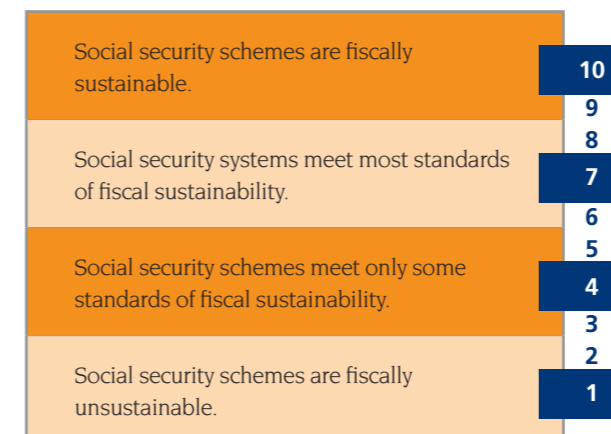 Social security schemes are fiscally
sustainable.
10
9
8
Social security systems meet most standards
of fiscal sustainability.
7
6
5
Social security schemes meet only some
standards of fiscal sustainability.
4
3
2
Social security schemes are fiscally
unsustainable.
1